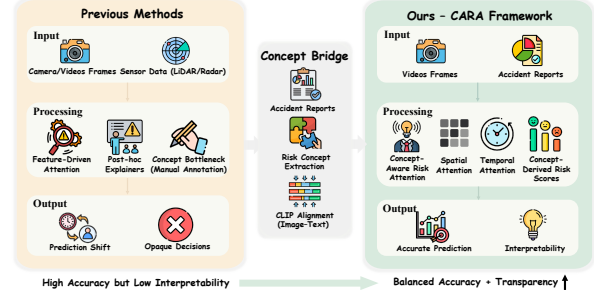 Previous Methods
Input
Camera/Videos Frames Sensor Data (LiDAR/Radar)
Processing
Feature-Driven
Attention
Post-hoc
Explainers
Concept Bottleneck
(Manual Annotation)
Output
Prediction Shift
Opaque Decisions
Concept Bridge
Accident Reports
Risk Concept
Extraction
CLIP Alignment
(Image-Text)
Ours - CARA Framework
Input
Videos Frames
Accident Reports
Processing
Concept-
Aware Risk
Attention
Spatial
Attention
Temporal
Attention
Concept-
Derived Risk
Scores
Output
Accurate Prediction
Interpretability
High Accuracy but Low Interpretability
Balanced Accuracy + Transparency